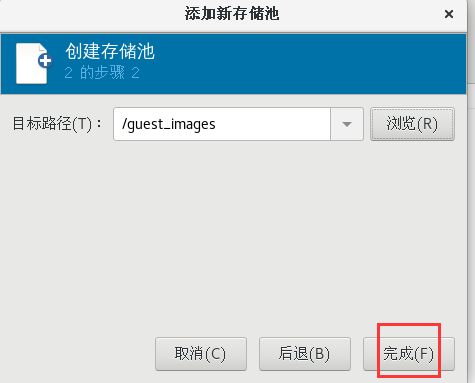 添加新存储池
创建存储池
2 的步骤 2
目标路径(T)： /guest_images 浏览(R)
取消(C) 后退(B) 完成(F)